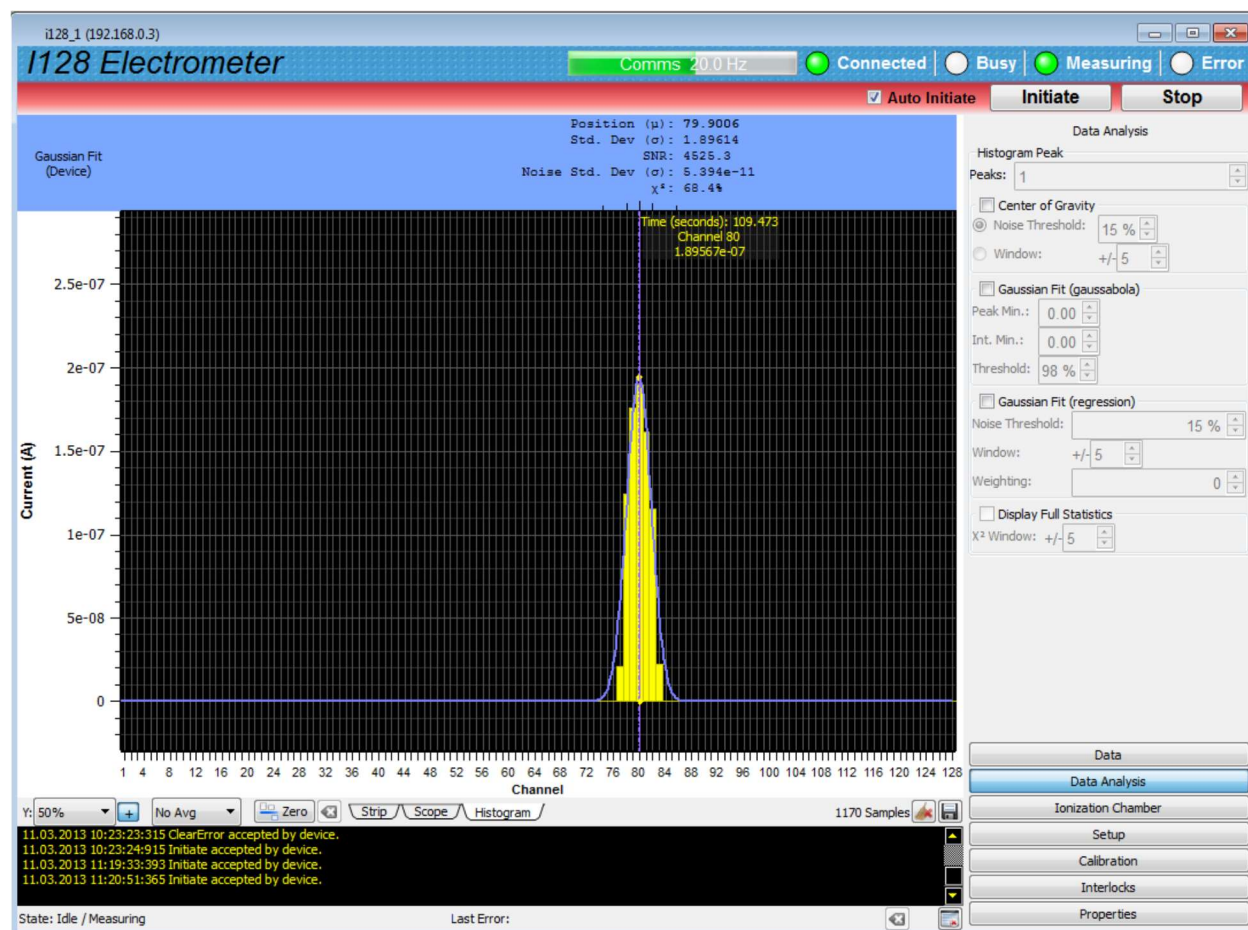 i128_1 (192.168.0.3)
I128 Electrometer
Comms 20.0 Hz
Connected
Busy
Measuring
Error
Auto Initiate
Initiate
Stop
Gaussian Fit
(Device)
Position (μ): 79.9006
Std. Dev (σ): 1.89614
SNR: 4525.3
Noise Std. Dev (σ): 5.394e-11
χ²: 68.4%
Time (seconds): 109.473
Channel 80
1.89567e-07
Current (A)
2.5e-07
2e-07
1.5e-07
1e-07
5e-08
0
1 4 8 12 16 20 24 28 32 36 40 44 48 52 56 60 64 68 72 76 80 84 88 92 96 100 104 108 112 116 120 124 128
Channel
Data Analysis
Histogram Peak
Peaks: 1
Center of Gravity
Noise Threshold: 15 %
Window: +/- 5
Gaussian Fit (gaussabola)
Peak Min.: 0.00
Int. Min.: 0.00
Threshold: 98 %
Gaussian Fit (regression)
Noise Threshold: 15 %
Window: +/- 5
Weighting: 0
Display Full Statistics
X² Window: +/- 5
Data
Data Analysis
Ionization Chamber
Setup
Calibration
Interlocks
Properties
Y: 50%
+
No Avg
Zero
Strip
Scope
Histogram
1170 Samples
11.03.2013 10:23:23:315 ClearError accepted by device.
11.03.2013 10:23:24:915 Initiate accepted by device.
11.03.2013 11:19:33:393 Initiate accepted by device.
11.03.2013 11:20:51:365 Initiate accepted by device.
State: Idle / Measuring
Last Error: